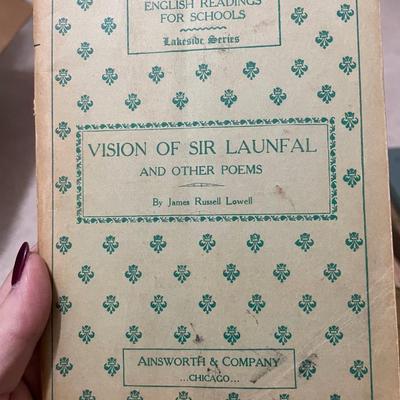 ENGLISH READINGS
FOR SCHOOLS
Lakeside Series
VISION OF SIR LAUNFAL
AND OTHER POEMS
By James Russell Lowell
AINSWORTH & COMPANY
...CHICAGO...